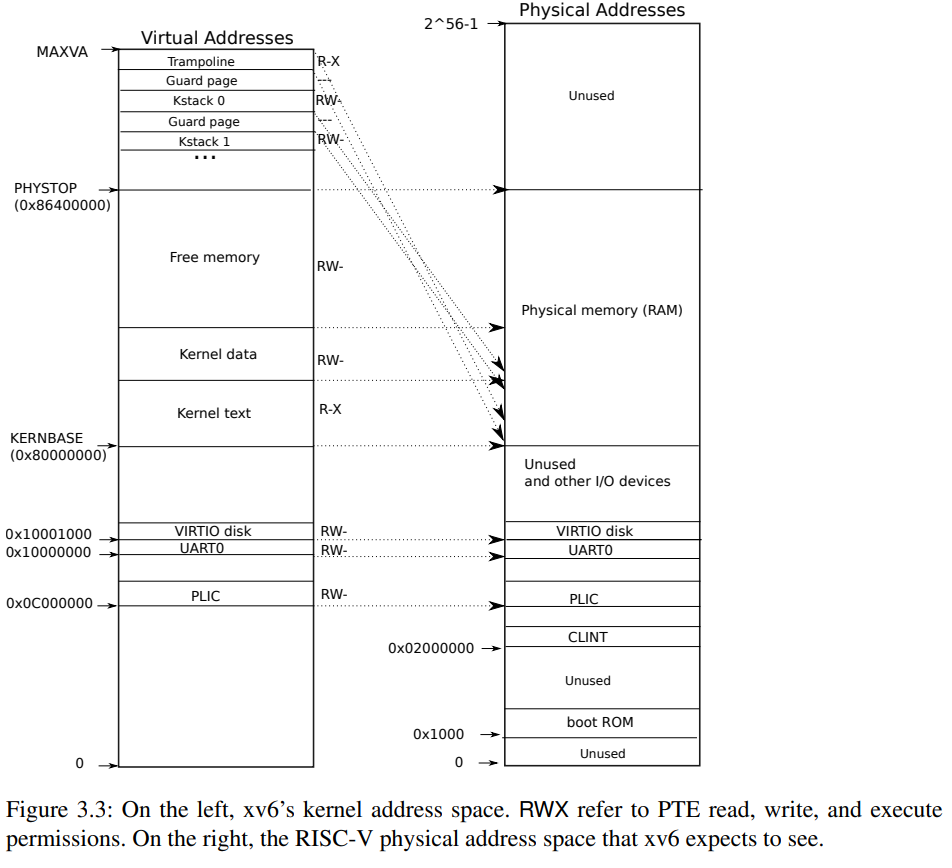 Physical Addresses
2^56-1
Virtual Addresses
MAXVA
Trampoline
R-X
Guard page
---
Kstack 0
RW-
Guard page
---
Kstack 1
RW-
...
Unused
PHYSTOP
(0x86400000)
Free memory
RW-
Physical memory (RAM)
Kernel data
RW-
Kernel text
R-X
KERNBASE
(0x80000000)
Unused
and other I/O devices
0x10001000
VIRTIO disk
RW-
VIRTIO disk
0x10000000
UART0
RW-
UART0
0x0C000000
PLIC
RW-
PLIC
CLINT
0x02000000
Unused
boot ROM
0x1000
Unused
0
0
Figure 3.3: On the left, xv6's kernel address space. RWX refer to PTE read, write, and execute
permissions. On the right, the RISC-V physical address space that xv6 expects to see.